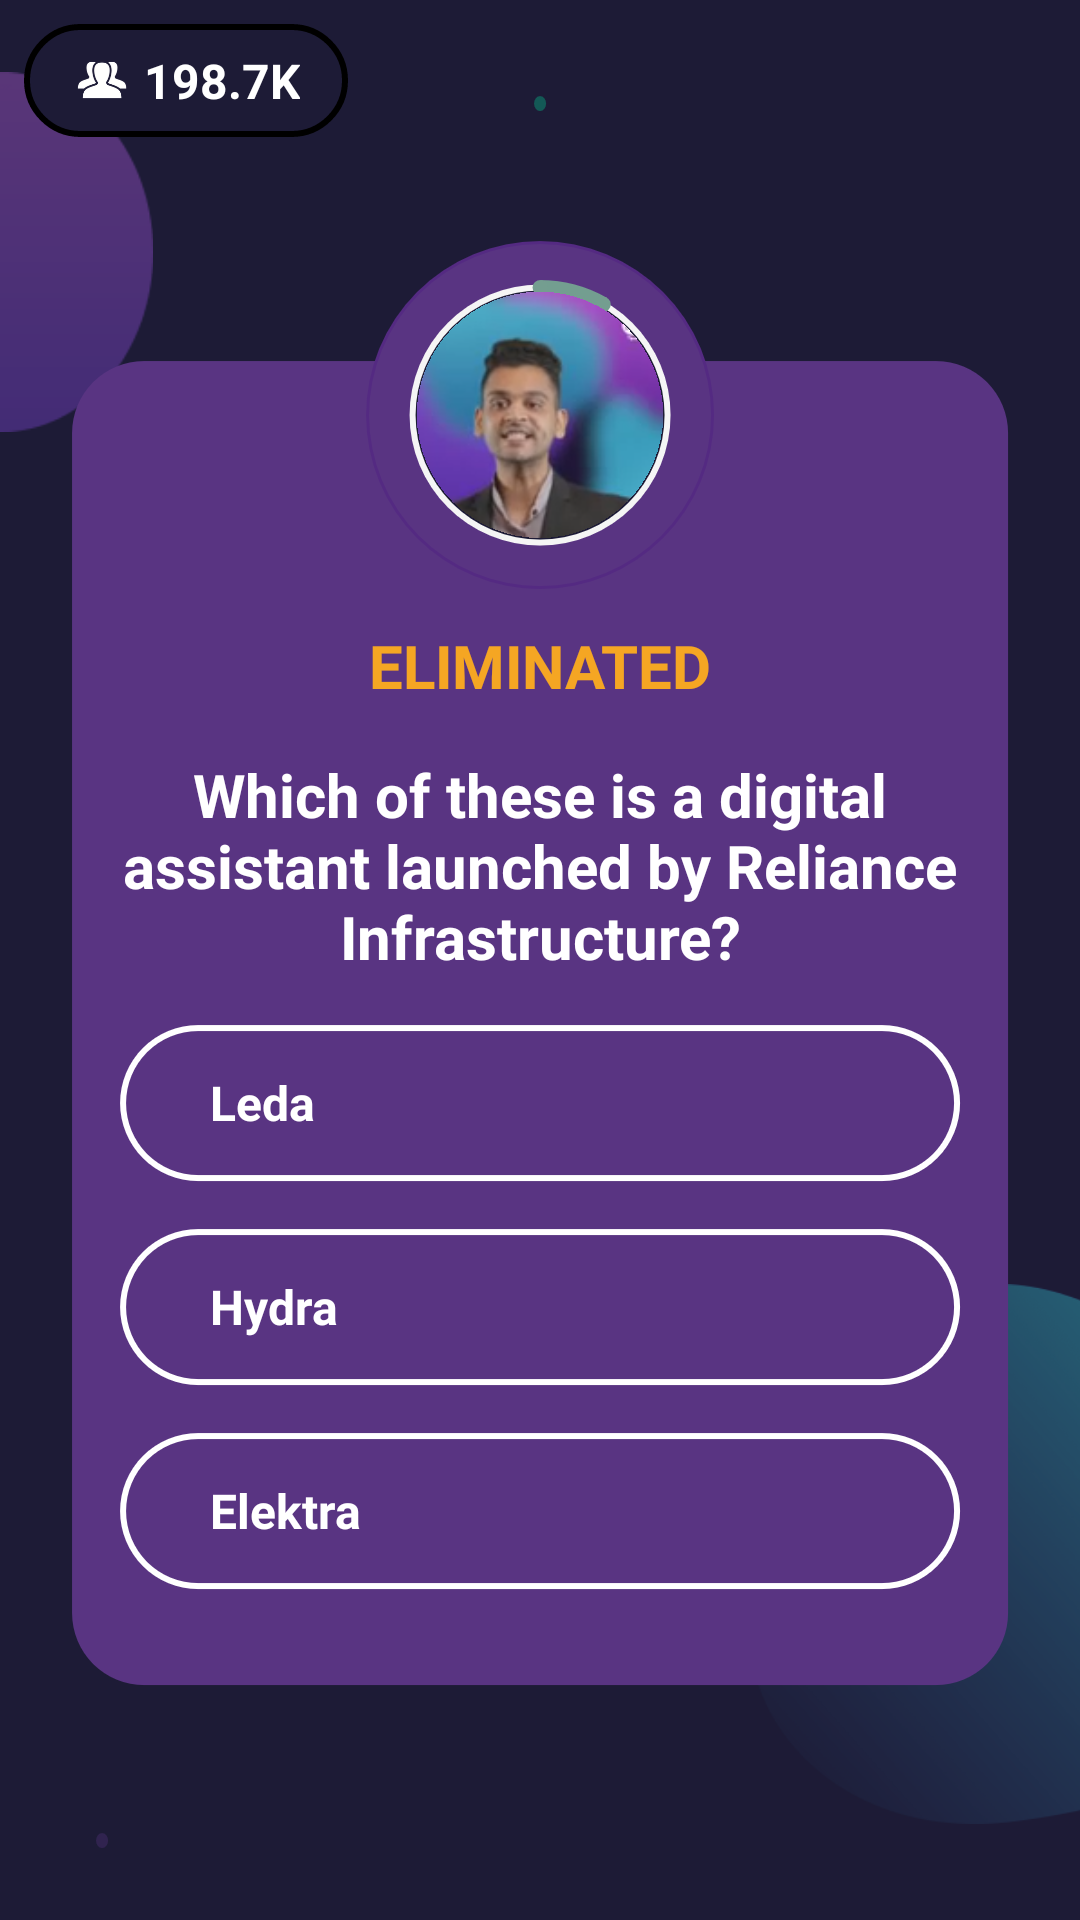 198.7K
ELIMINATED
Which of these is a digital
assistant launched by Reliance
Infrastructure?
Leda
Hydra
Elektra